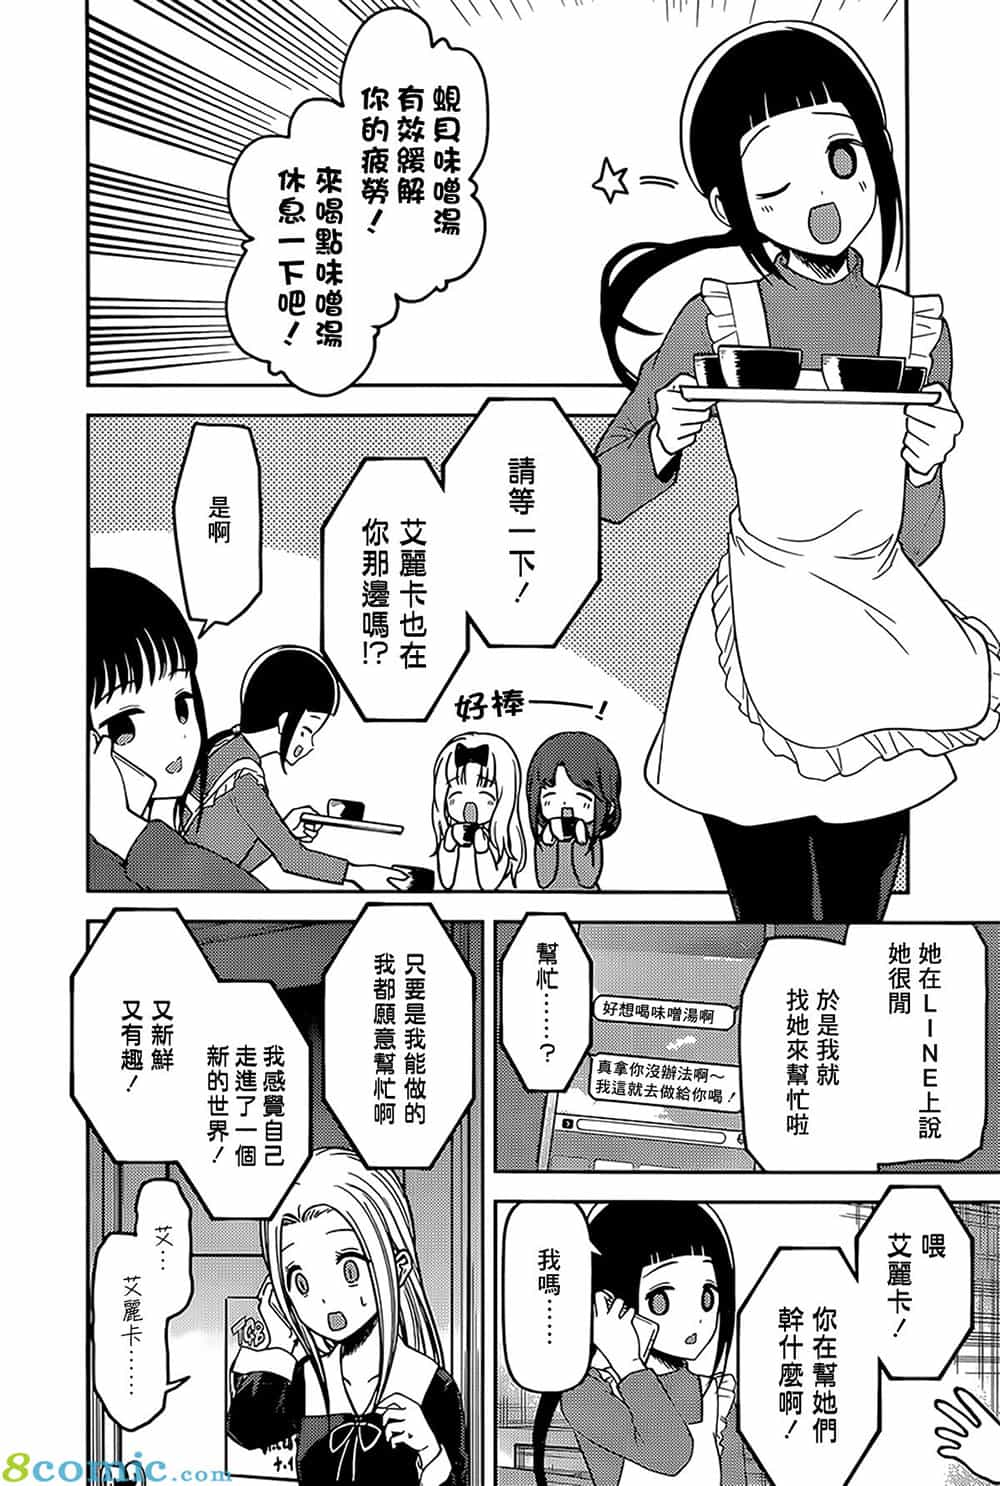 蜆貝味噌湯
有效緩解
你的疲勞！
來喝點味噌湯
休息一下吧！
請等一下！
艾麗卡也在
你那邊嗎!?
是啊
好棒——！
她在LINE上說
她很閒
於是我就
找她來幫忙啦
好想喝味噌湯啊
真拿你沒辦法啊～
我這就去做給你喝！
幫忙……？
只要是我能做的
我都願意幫忙啊
我感覺自己
走進了一個
新的世界！
又新鮮
又有趣！
艾…
艾麗卡……
喂
艾麗卡！
你在幫她們
幹什麼啊！
我嗎……
8comic.com